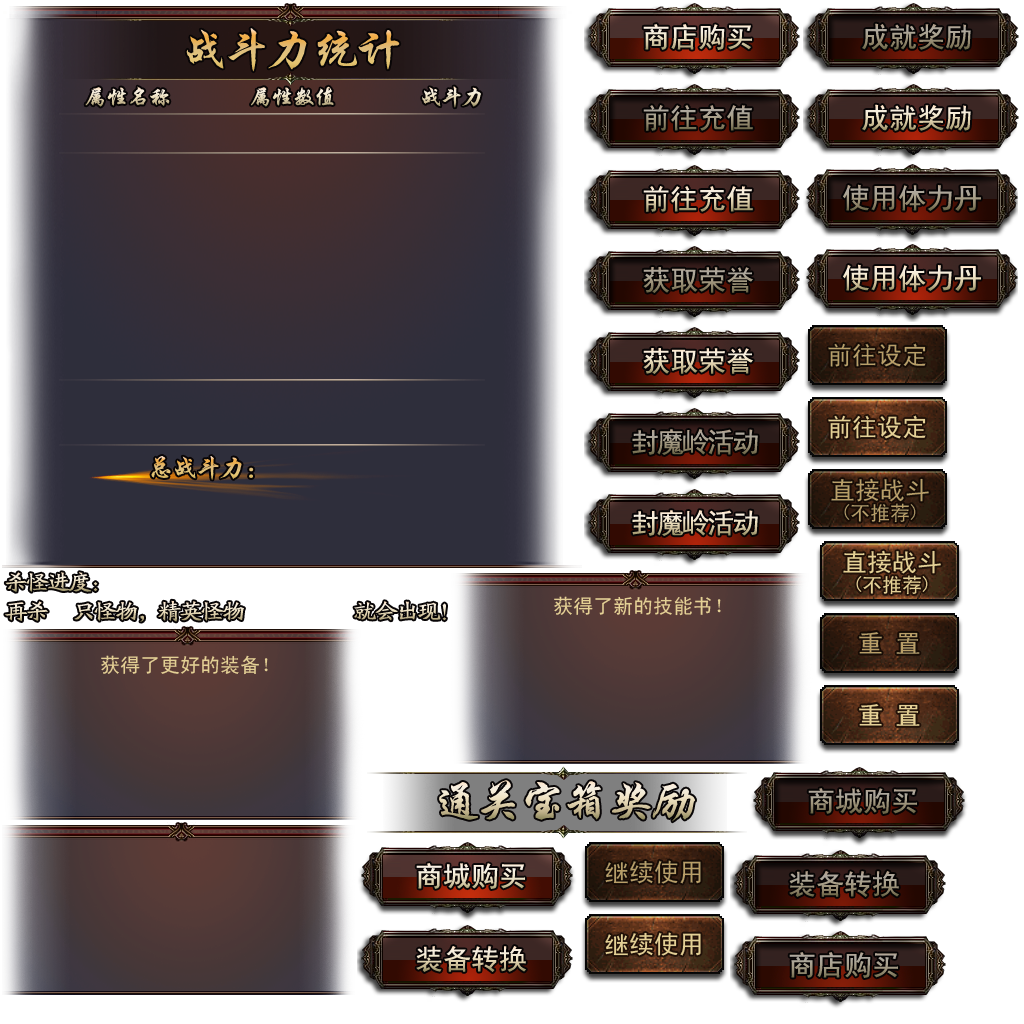 战斗力统计
属性名称 属性数值 战斗力
总战斗力：
商店购买
成就奖励
前往充值
成就奖励
前往充值
使用体力丹
获取荣誉
使用体力丹
获取荣誉
前往设定
封魔岭活动
前往设定
封魔岭活动
直接战斗
（不推荐）
直接战斗
（不推荐）
重 置
重 置
杀怪进度：
再杀 只怪物，精英怪物 就会出现！
获得了更好的装备！
获得了新的技能书！
通关宝箱奖励
商城购买
商城购买
继续使用
装备转换
装备转换
继续使用
商店购买